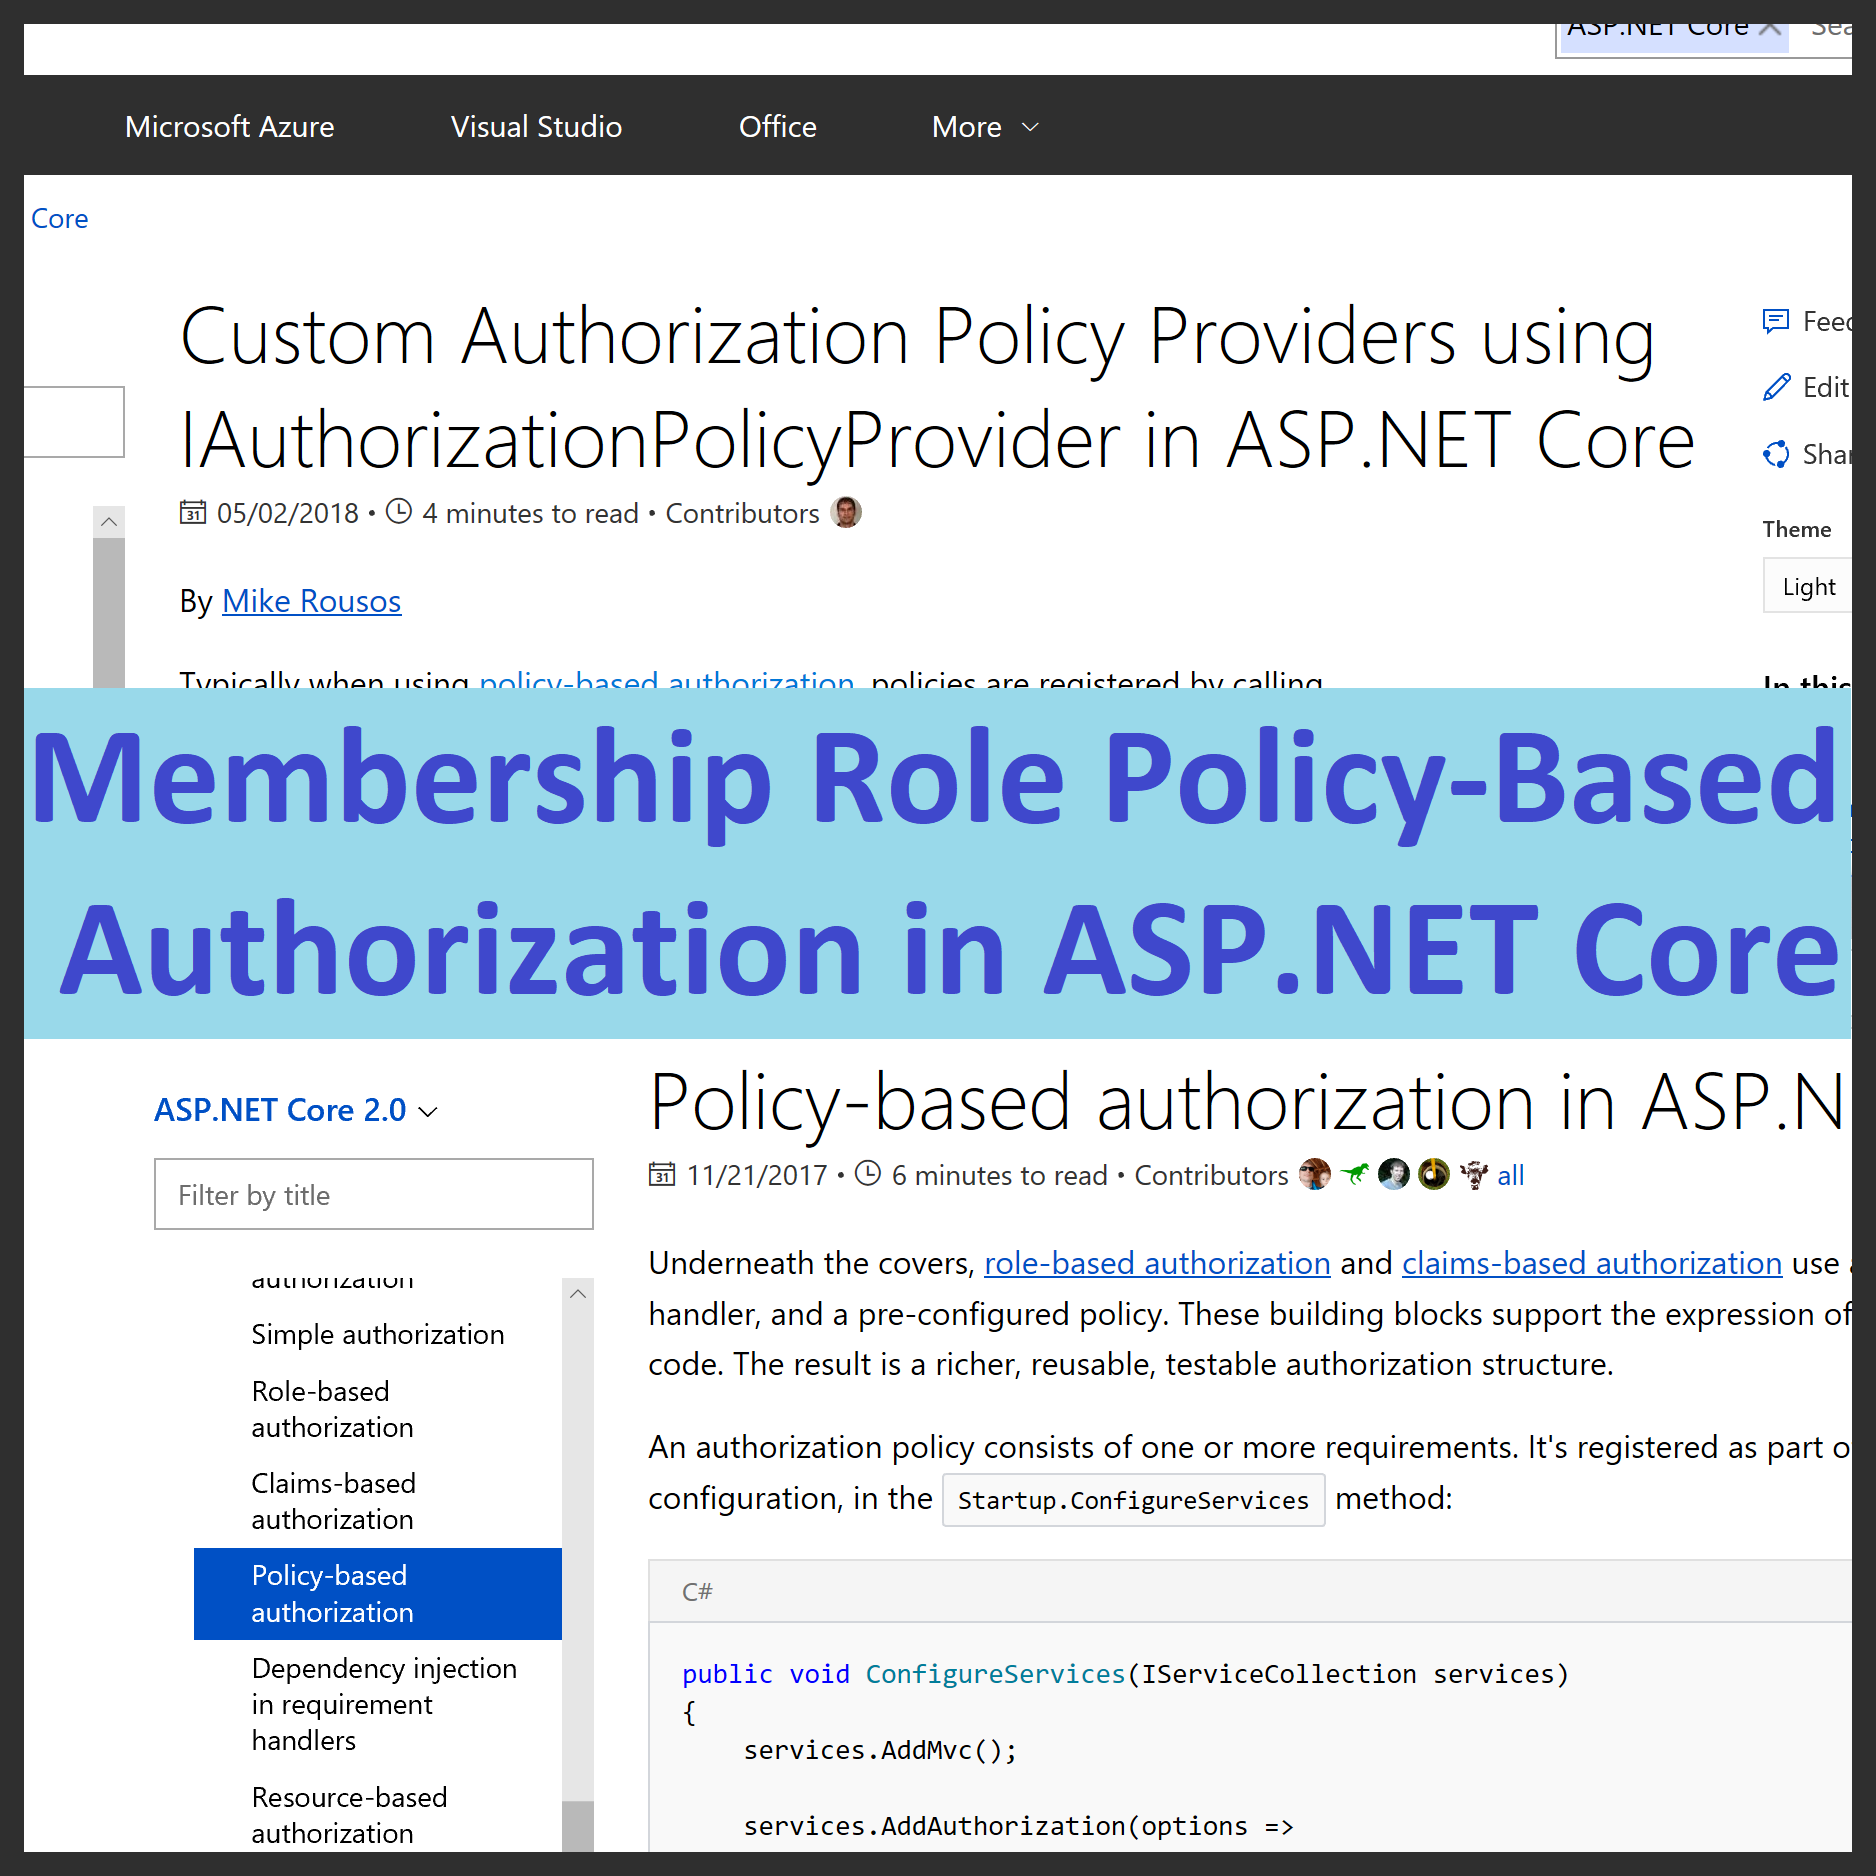 ASP.NET Core
Microsoft Azure Visual Studio Office More
Core
Custom Authorization Policy Providers using
IAuthorizationPolicyProvider in ASP.NET Core
31 05/02/2018 • 4 minutes to read • Contributors
By Mike Rousos
Typically when using policy-based authorization, policies are registered by calling
Edit
Theme
Light
In this
Membership Role Policy-Based
Authorization in ASP.NET Core
ASP.NET Core 2.0
Filter by title
authorization
Simple authorization
Role-based
authorization
Claims-based
authorization
Policy-based
authorization
Dependency injection
in requirement
handlers
Resource-based
authorization
Policy-based authorization in ASP.N
31 11/21/2017 • 6 minutes to read • Contributors all
Underneath the covers, role-based authorization and claims-based authorization use
handler, and a pre-configured policy. These building blocks support the expression of
code. The result is a richer, reusable, testable authorization structure.
An authorization policy consists of one or more requirements. It's registered as part o
configuration, in the Startup.ConfigureServices method:
C#
public void ConfigureServices(IServiceCollection services)
{
services.AddMvc();
services.AddAuthorization(options =>